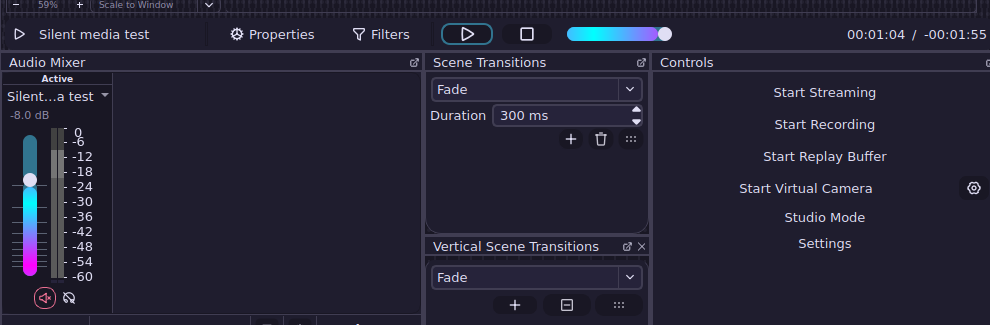 59% Scale to Window
Silent media test Properties Filters 00:01:04 / -00:01:55
Audio Mixer
Active
Silent...a test
-8.0 dB
0
-6
-12
-18
-24
-30
-36
-42
-48
-54
-60
Scene Transitions
Fade
Duration 300 ms
Vertical Scene Transitions
Fade
Controls
Start Streaming
Start Recording
Start Replay Buffer
Start Virtual Camera
Studio Mode
Settings